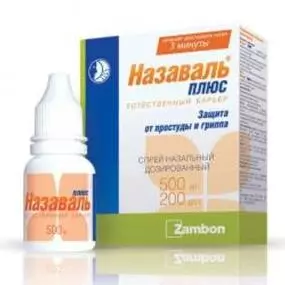 3 минуты
Назаваль®
ПЛЮС
ЕСТЕСТВЕННЫЙ БАРЬЕР
Защита
от простуды и гриппа
СПРЕЙ НАЗАЛЬНЫЙ
ДОЗИРОВАННЫЙ
500 мг
200 доз
Zambon
ПЛЮС
Назаваль
500